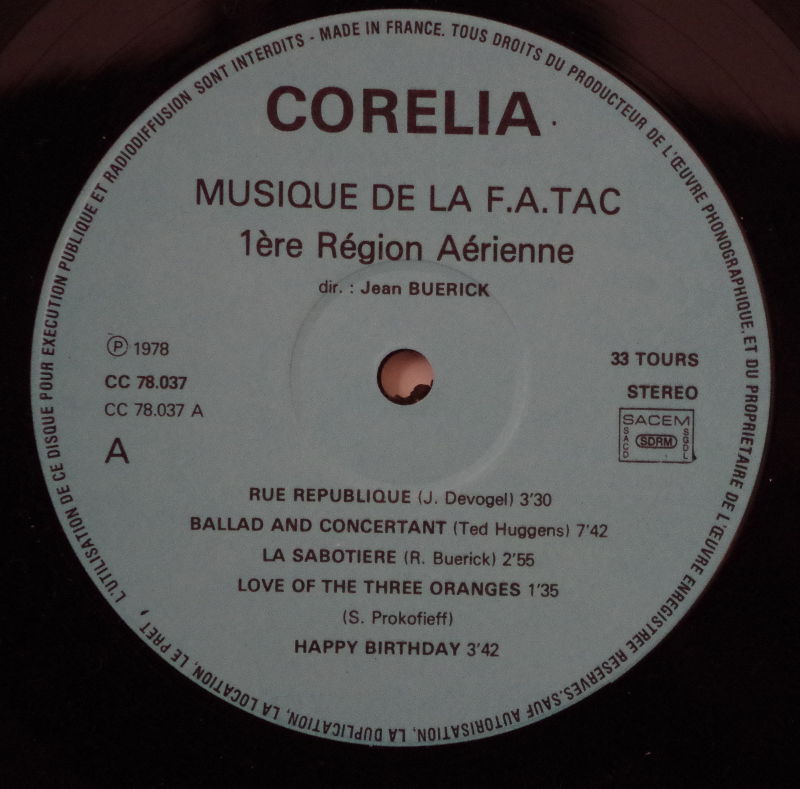 L'UTILISATION DE CE DISQUE POUR EXECUTION PUBLIQUE ET RADIODIFFUSION SONT INTERDITS - MADE IN FRANCE. TOUS DROITS DU PRODUCTEUR DE L'ŒUVRE PHONOGRAPHIQUE, ET DU PROPRIETAIRE DE L'ŒUVRE ENREGISTREE RESERVES. SAUF AUTORISATION, LA DUPLICATION, LA LOCATION, LE PRET,
CORELIA
MUSIQUE DE LA F.A.TAC
1ère Région Aérienne
dir. : Jean BUERICK
Ⓟ 1978
CC 78.037
CC 78.037 A
A
33 TOURS
STEREO
SACEM
SACD
SDRM
SGDL
RUE REPUBLIQUE (J. Devogel) 3'30
BALLAD AND CONCERTANT (Ted Huggens) 7'42
LA SABOTIERE (R. Buerick) 2'55
LOVE OF THE THREE ORANGES 1'35
(S. Prokofieff)
HAPPY BIRTHDAY 3'42